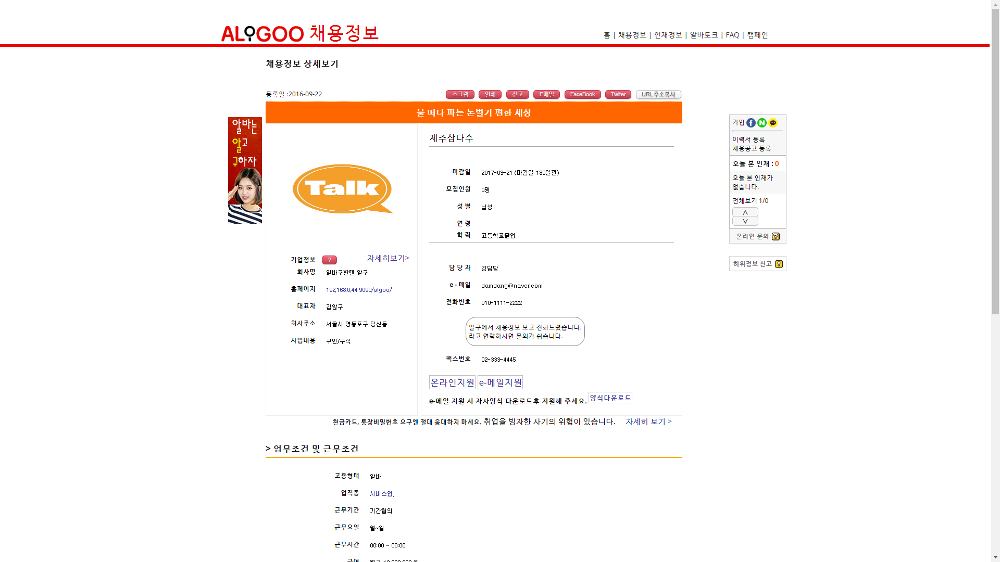 ALGOO 채용정보
홈 | 채용정보 | 인재정보 | 알바토크 | FAQ | 캠페인
채용정보 상세보기
등록일 :2016-09-22
스크랩 인쇄 신고 E메일 FaceBook Twiter URL주소복사
물 떠다 파는 돈벌기 편한 세상
알바는
알고
구하자
Talk
기업정보 ? 자세히보기>
회사명 알바구할땐 알구
홈페이지 192.168.0.44:9090/algoo/
대표자 김알구
회사주소 서울시 영등포구 당산동
사업내용 구인/구직
제주삼다수
마감일 2017-03-21 (마감일 180일전)
모집인원 0명
성 별 남성
연 령
학 력 고등학교졸업
담 당 자 김담당
e - 메일 damdang@naver.com
전화번호 010-1111-2222
알구에서 채용정보 보고 전화드렸습니다.
라고 연락하시면 문의가 쉽습니다.
팩스번호 02-333-4445
온라인지원 e-메일지원
e-메일 지원 시 자사양식 다운로드후 지원해 주세요. 양식다운로드
현금카드, 통장비밀번호 요구엔 절대 응대하지 마세요. 취업을 빙자한 사기의 위험이 있습니다. 자세히 보기 >
가입 f N TALK
이력서 등록
채용공고 등록
오늘 본 인재 : 0
오늘 본 인재가
없습니다.
전체보기 1/0
∧
∨
온라인 문의
허위정보 신고
> 업무조건 및 근무조건
고용형태 알바
업직종 서비스업,
근무기간 기간협의
근무요일 월~일
근무시간 00:00 ~ 00:00
급여